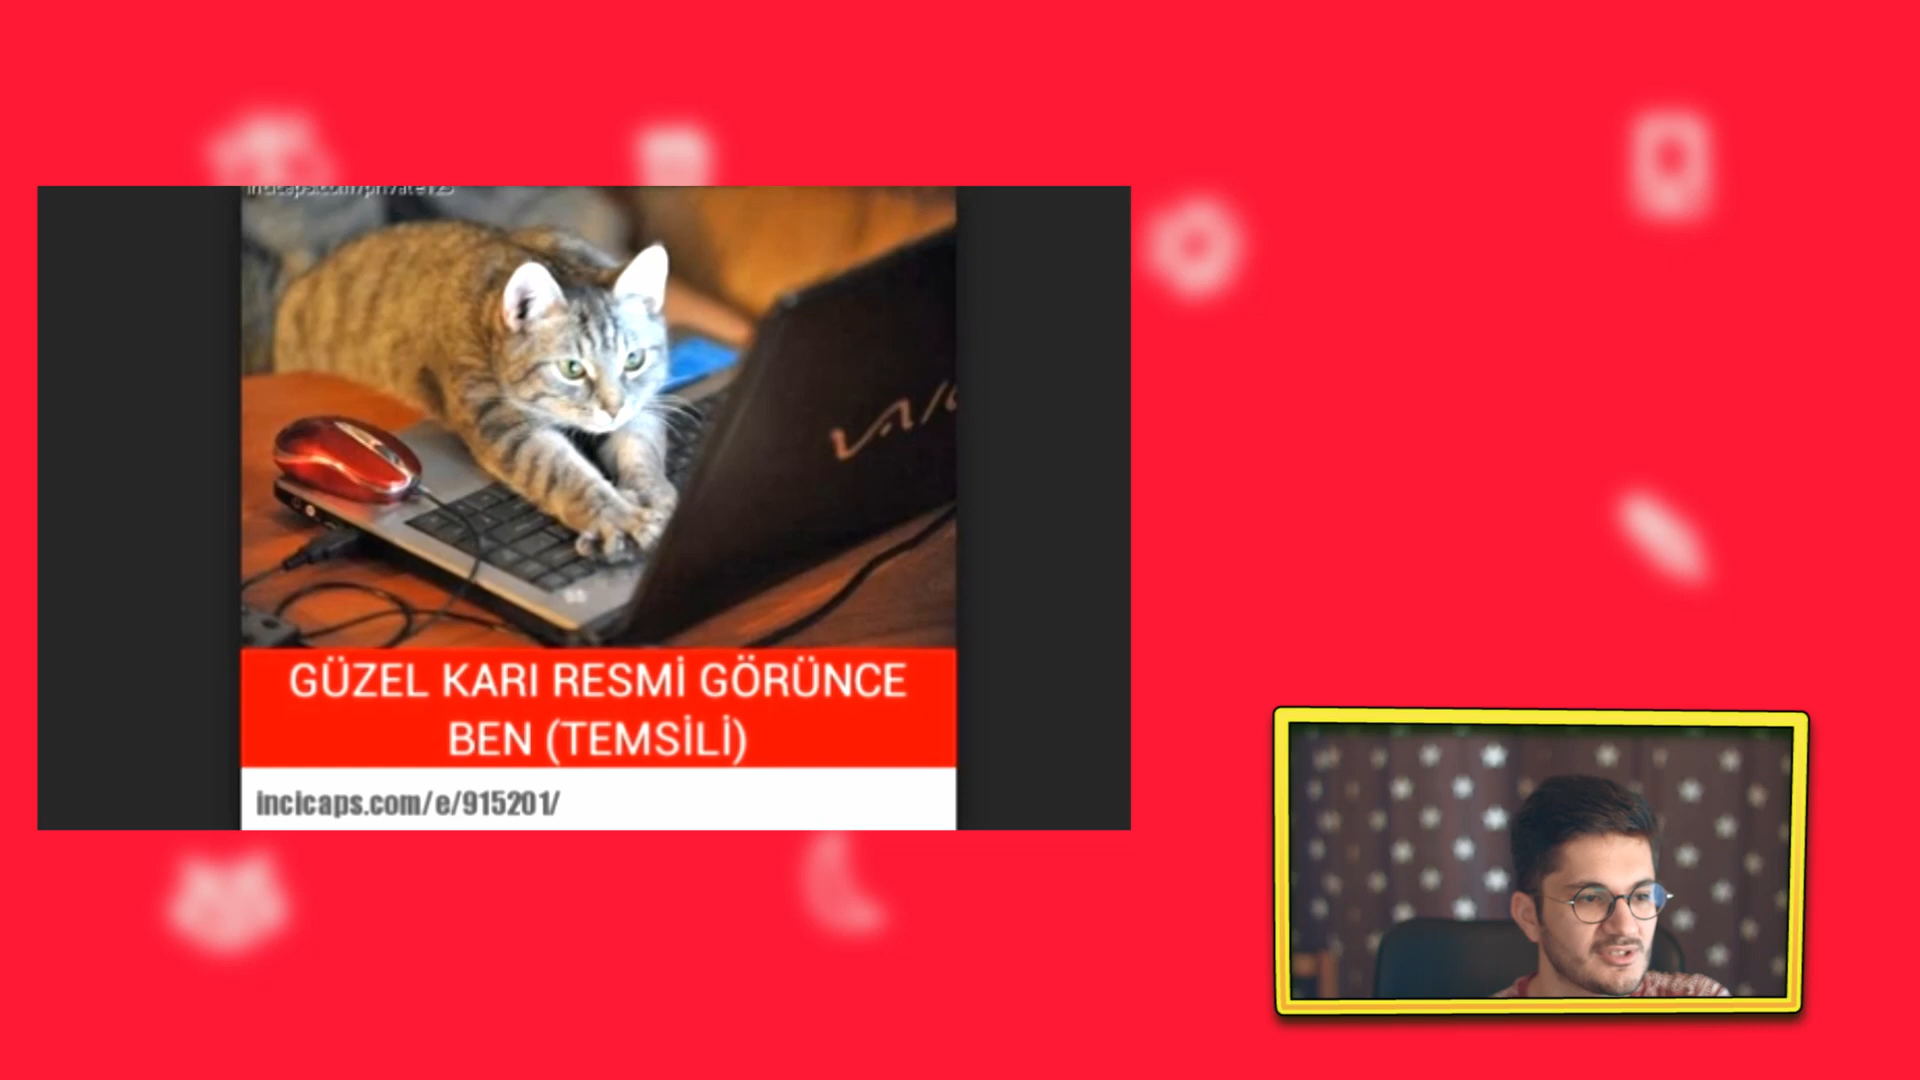 GÜZEL KARI RESMİ GÖRÜNCE
BEN (TEMSİLİ)
incicaps.com/e/915201/